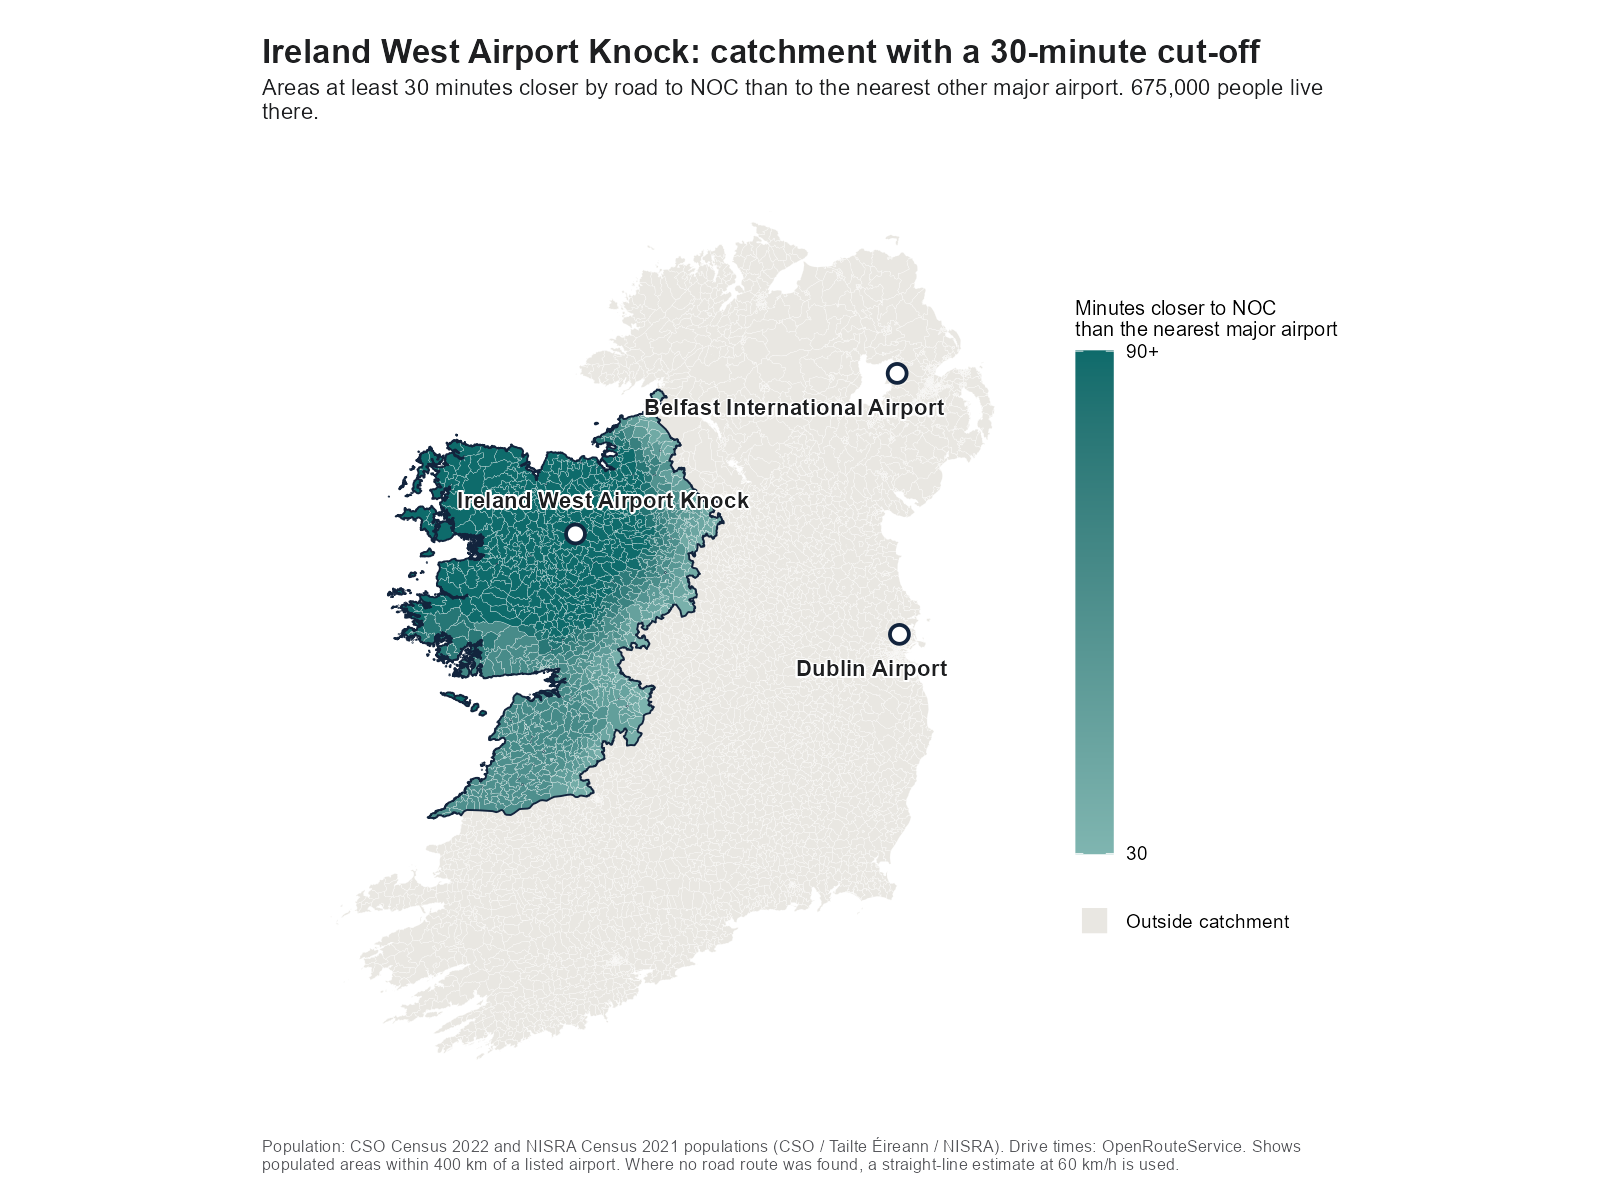 Ireland West Airport Knock: catchment with a 30-minute cut-off
Areas at least 30 minutes closer by road to NOC than to the nearest other major airport. 675,000 people live
there.
Minutes closer to NOC
than the nearest major airport
90+
Belfast International Airport
Ireland West Airport Knock
Dublin Airport
30
Outside catchment
Population: CSO Census 2022 and NISRA Census 2021 populations (CSO / Tailte Éireann / NISRA). Drive times: OpenRouteService. Shows
populated areas within 400 km of a listed airport. Where no road route was found, a straight-line estimate at 60 km/h is used.